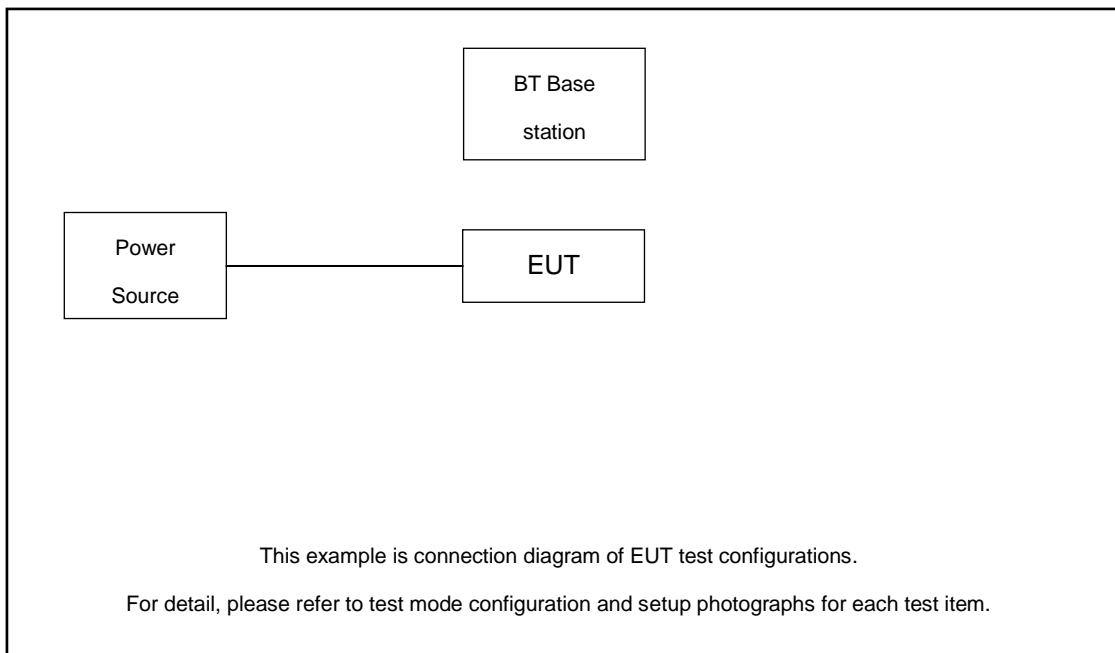 BT Base
station
Power
Source
EUT
This example is connection diagram of EUT test configurations.
For detail, please refer to test mode configuration and setup photographs for each test item.